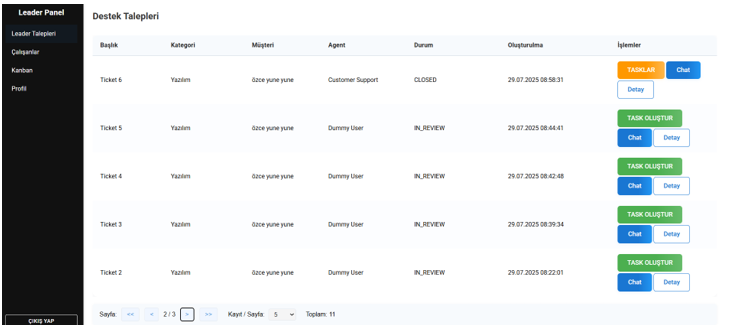 Leader Panel
Leader Talepleri
Çalışanlar
Kanban
Profil
ÇIKIŞ YAP
Destek Talepleri
Başlık Kategori Müşteri Agent Durum Oluşturulma İşlemler
Ticket 6 Yazılım özce yune yune Customer Support CLOSED 29.07.2025 08:58:31 TASKLAR Chat
Detay
Ticket 5 Yazılım özce yune yune Dummy User IN_REVIEW 29.07.2025 08:44:41 TASK OLUŞTUR
Chat Detay
Ticket 4 Yazılım özce yune yune Dummy User IN_REVIEW 29.07.2025 08:42:48 TASK OLUŞTUR
Chat Detay
Ticket 3 Yazılım özce yune yune Dummy User IN_REVIEW 29.07.2025 08:39:34 TASK OLUŞTUR
Chat Detay
Ticket 2 Yazılım özce yune yune Dummy User IN_REVIEW 29.07.2025 08:22:01 TASK OLUŞTUR
Chat Detay
Sayfa: << < 2 / 3 > >> Kayıt / Sayfa: 5 Toplam: 11